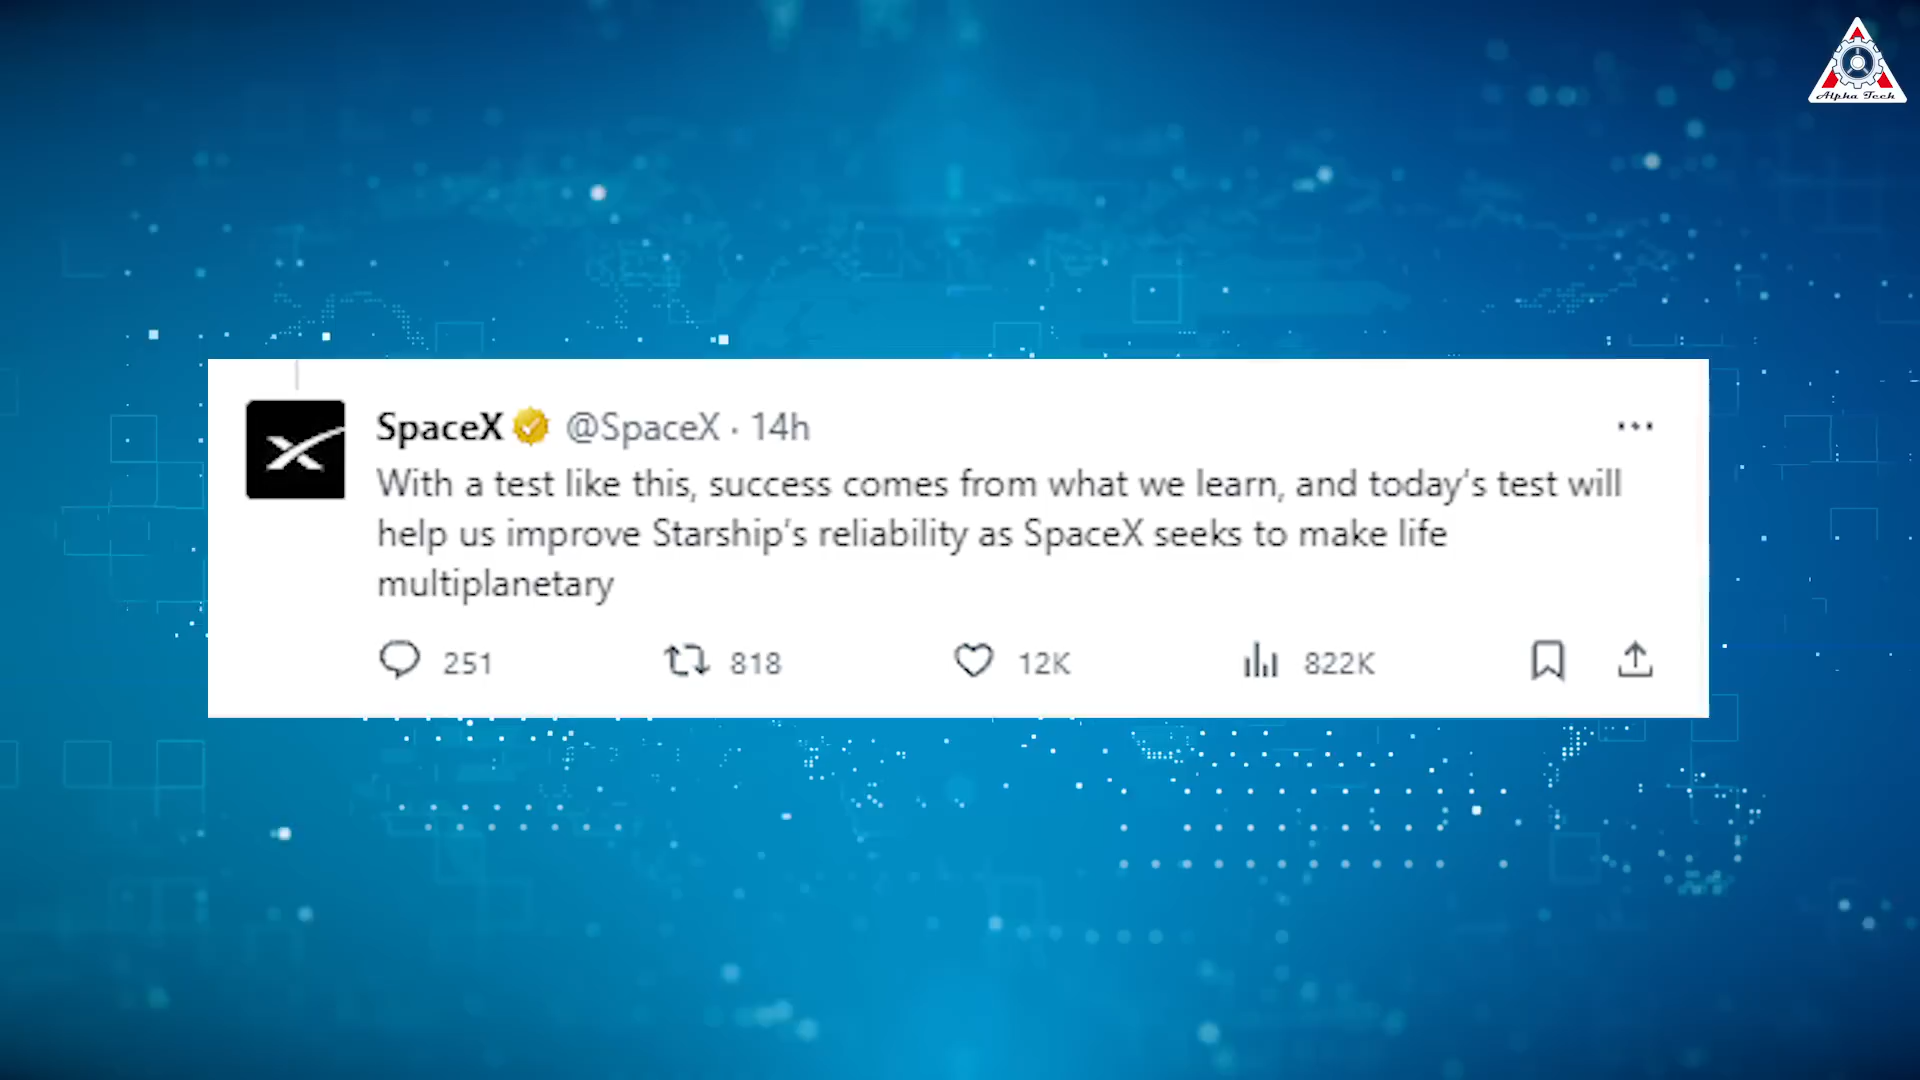 Alpha Tech
SpaceX @SpaceX · 14h
With a test like this, success comes from what we learn, and today's test will
help us improve Starship's reliability as SpaceX seeks to make life
multiplanetary
251 818 12K 822K